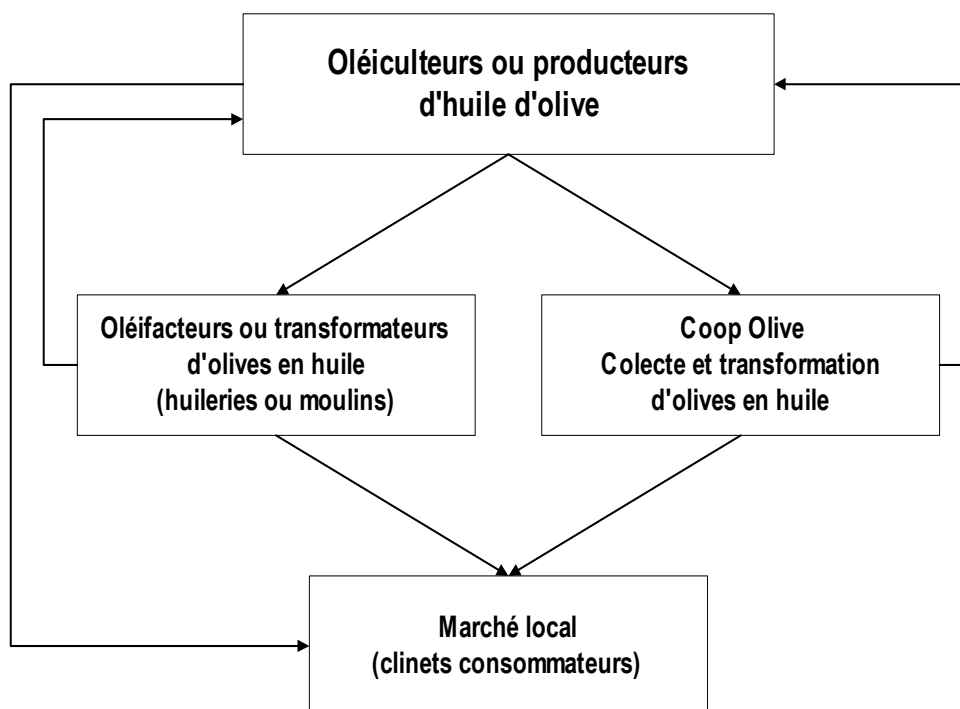 Oléiculteurs ou producteurs
d'huile d'olive
Oléifacteurs ou transformateurs
d'olives en huile
(huileries ou moulins)
Coop Olive
Colecte et transformation
d'olives en huile
Marché local
(clinets consommateurs)